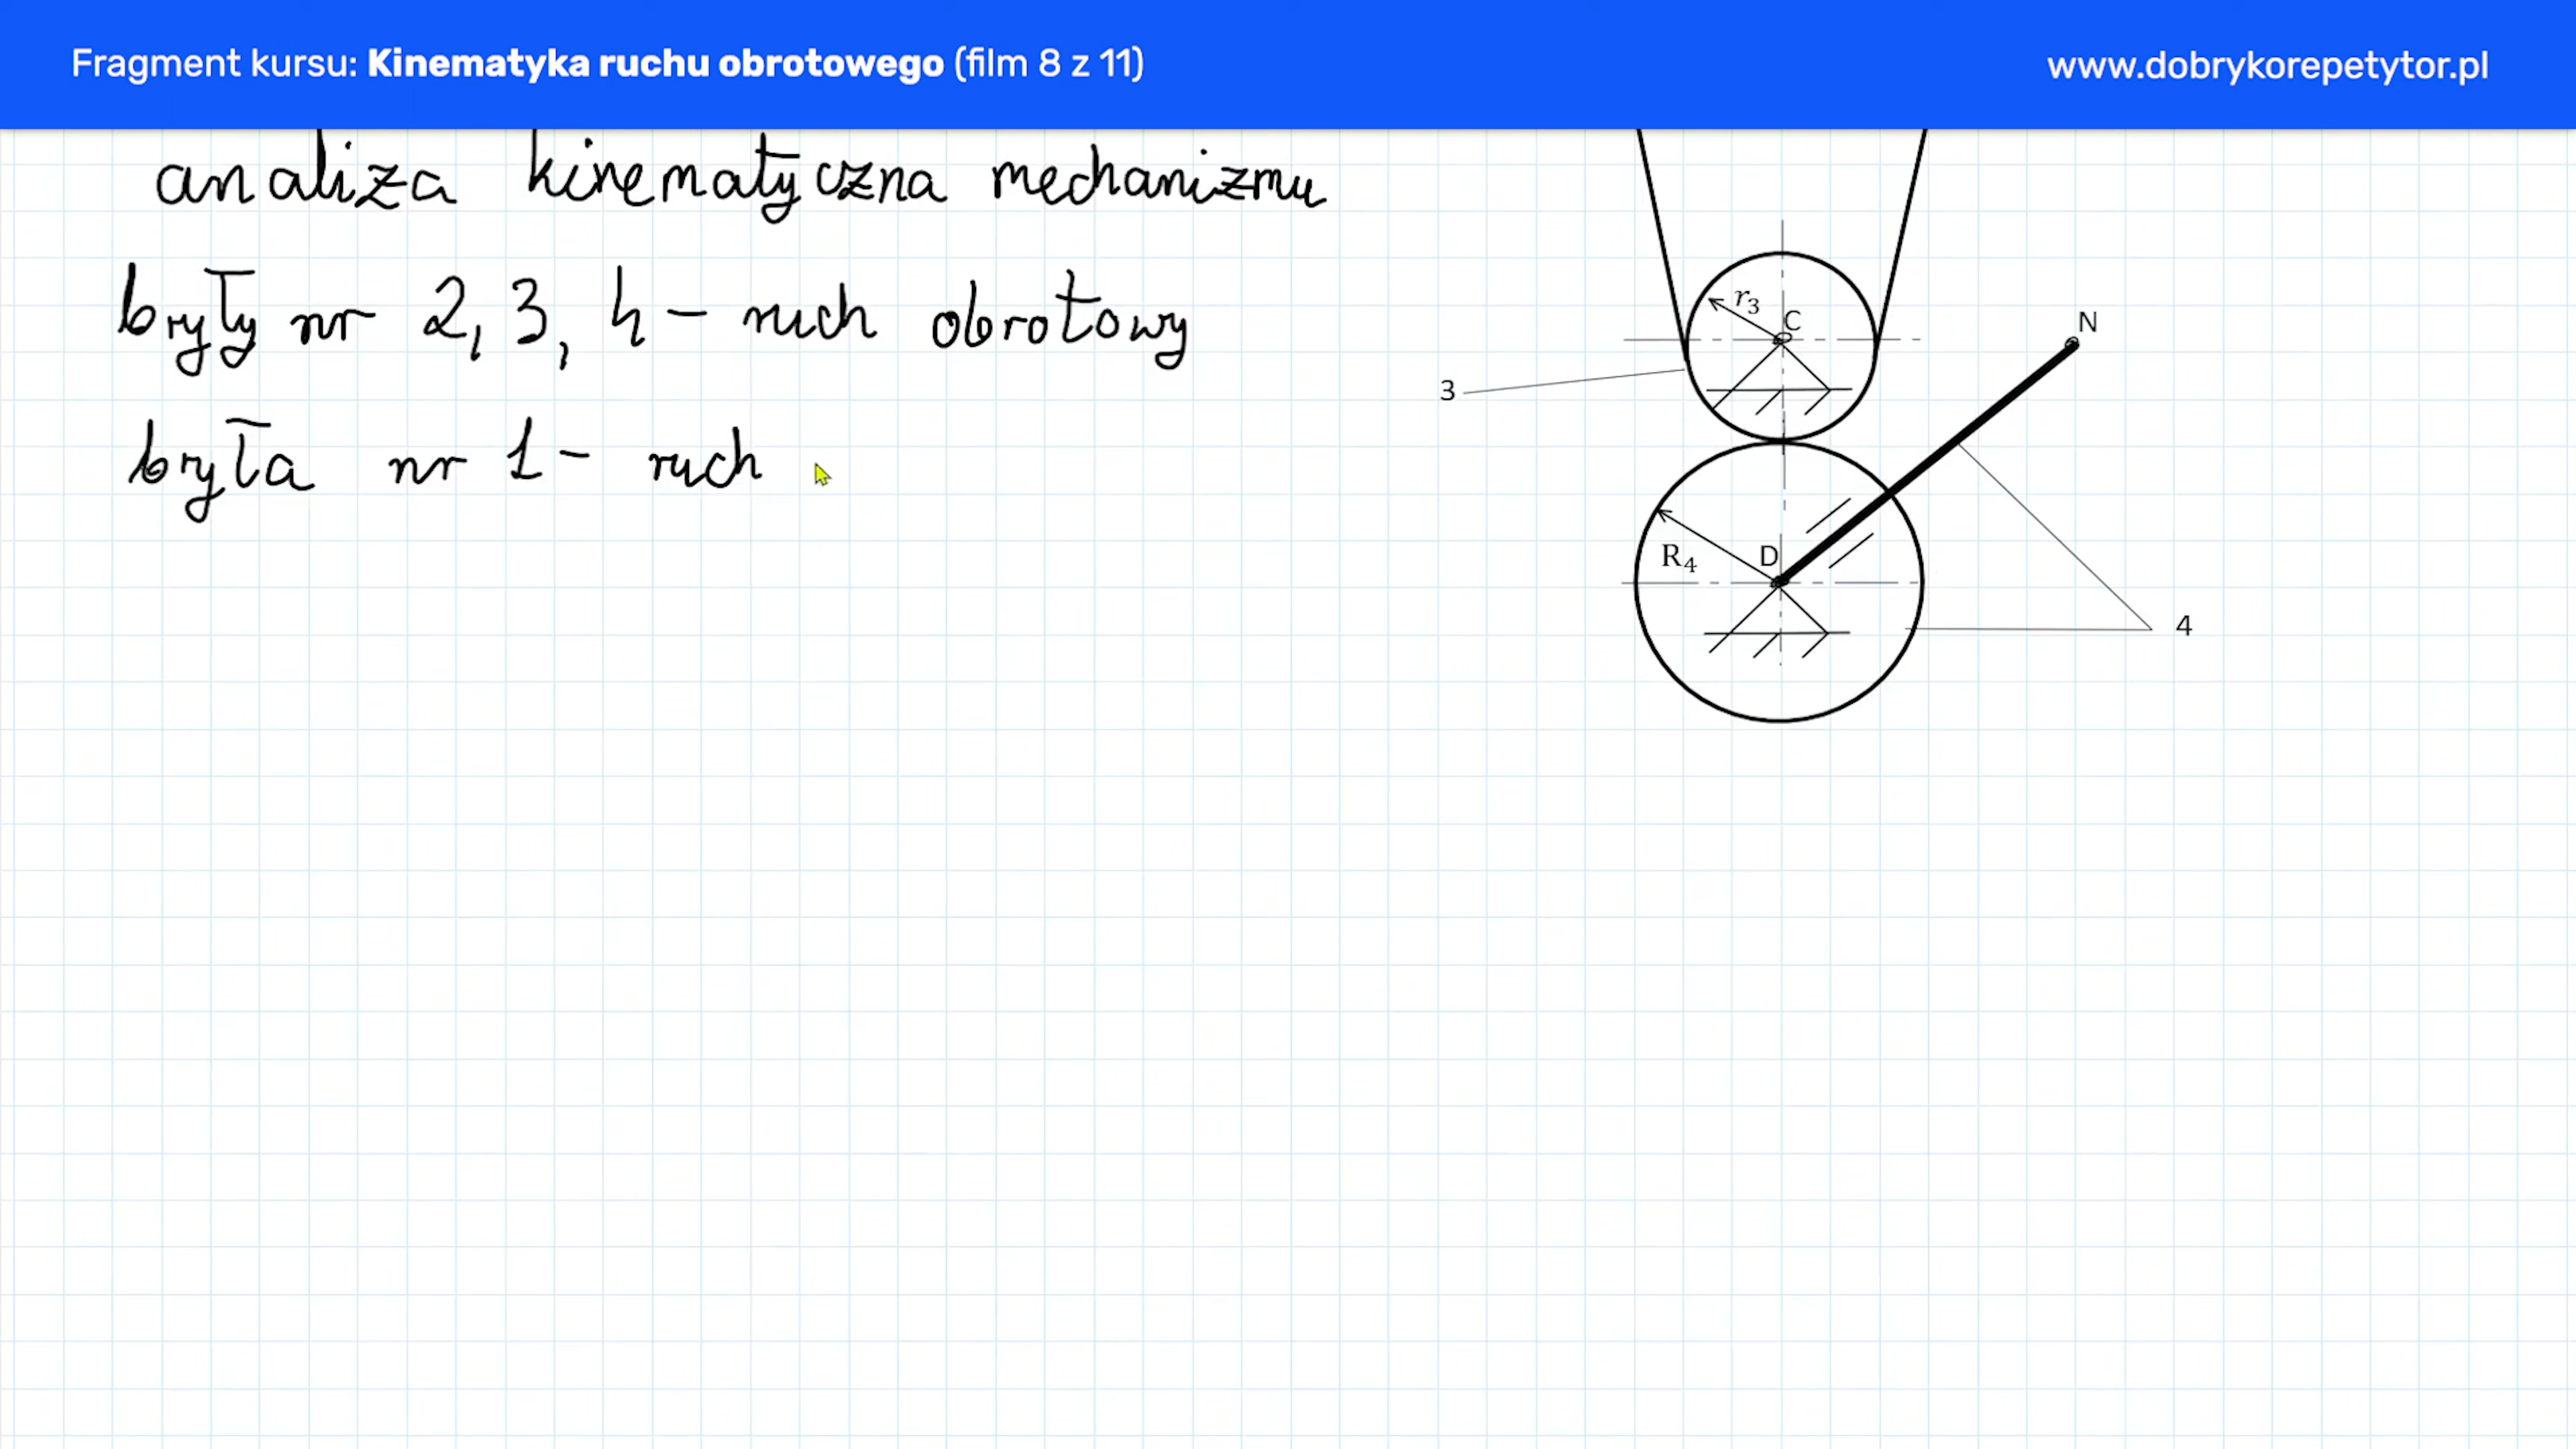 Fragment kursu: Kinematyka ruchu obrotowego (film 8 z 11)
www.dobrykorepetytor.pl
analiza kinematyczna mechanizmu
bryły nr 2, 3, 4 - ruch obrotowy
bryła nr 1 - ruch
r₃
C
N
3
R₄
D
4